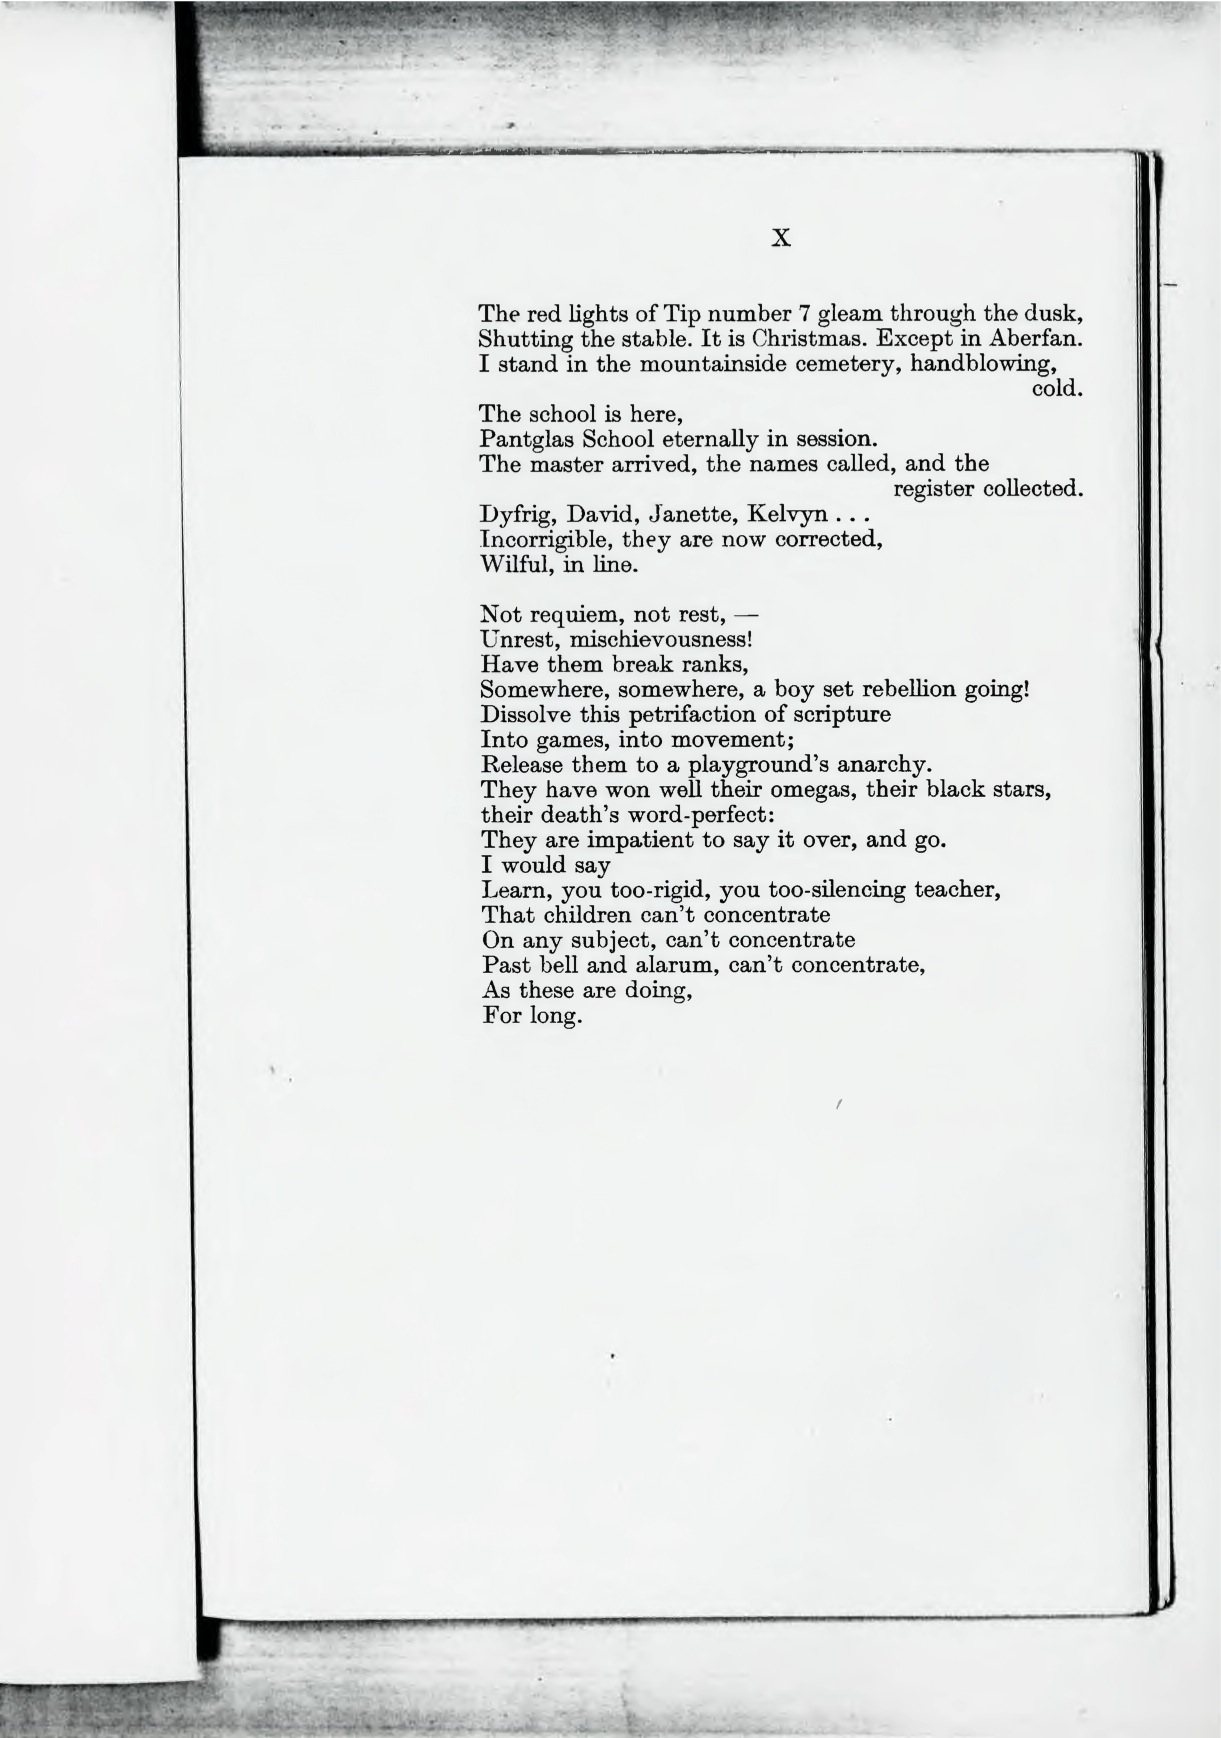 X
The red lights of Tip number 7 gleam through the dusk,
Shutting the stable. It is Christmas. Except in Aberfan.
I stand in the mountainside cemetery, handblowing,
cold.
The school is here,
Pantglas School eternally in session.
The master arrived, the names called, and the
register collected.
Dyfrig, David, Janette, Kelvyn . . .
Incorrigible, they are now corrected,
Wilful, in line.
Not requiem, not rest, —
Unrest, mischievousness!
Have them break ranks,
Somewhere, somewhere, a boy set rebellion going!
Dissolve this petrifaction of scripture
Into games, into movement;
Release them to a playground's anarchy.
They have won well their omegas, their black stars,
their death's word-perfect:
They are impatient to say it over, and go.
I would say
Learn, you too-rigid, you too-silencing teacher,
That children can't concentrate
On any subject, can't concentrate
Past bell and alarum, can't concentrate,
As these are doing,
For long.